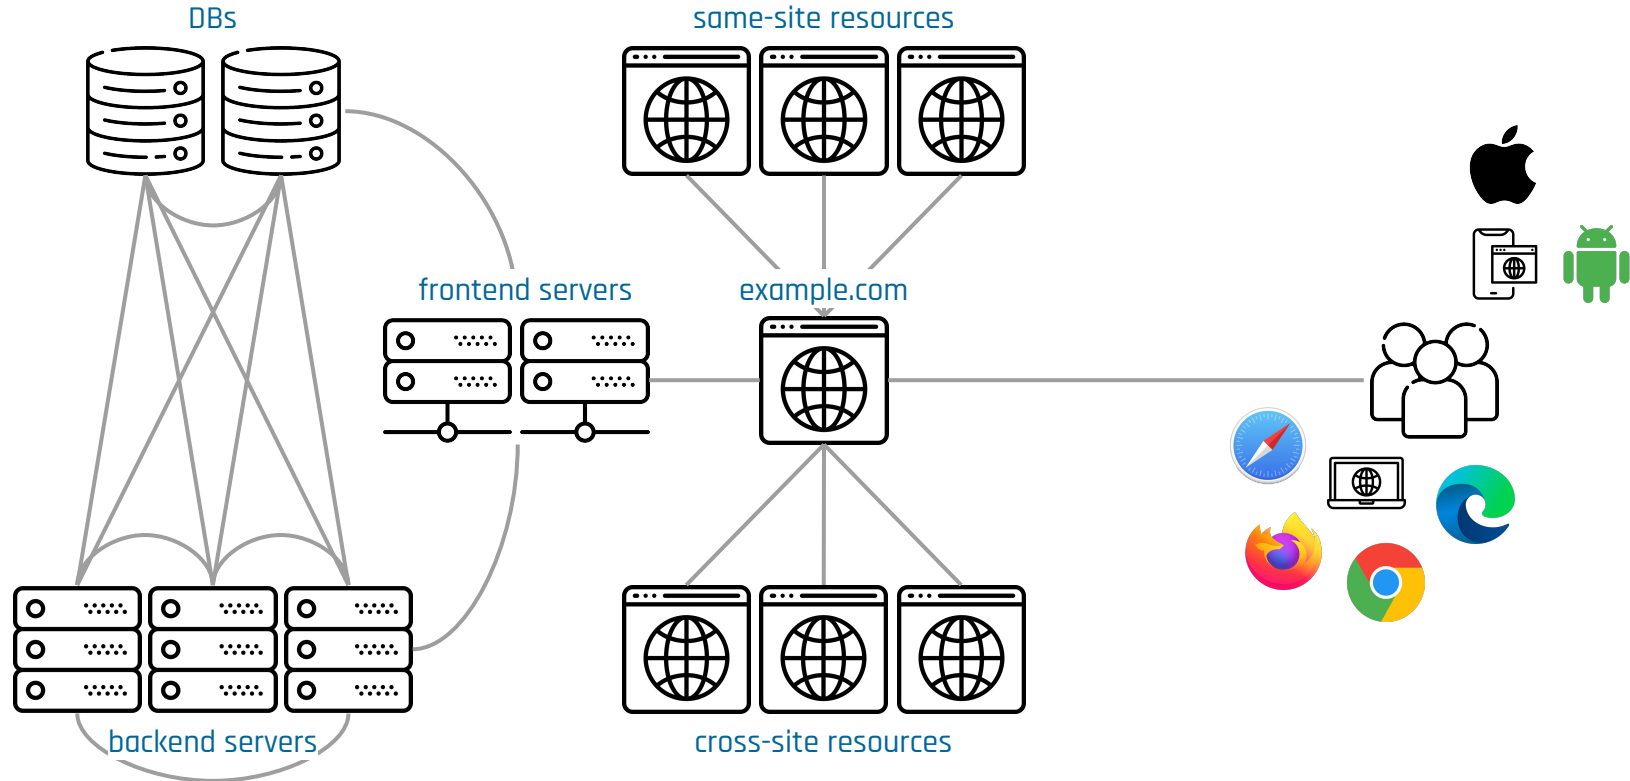 DBs
same-site resources
frontend servers
example.com
backend servers
cross-site resources